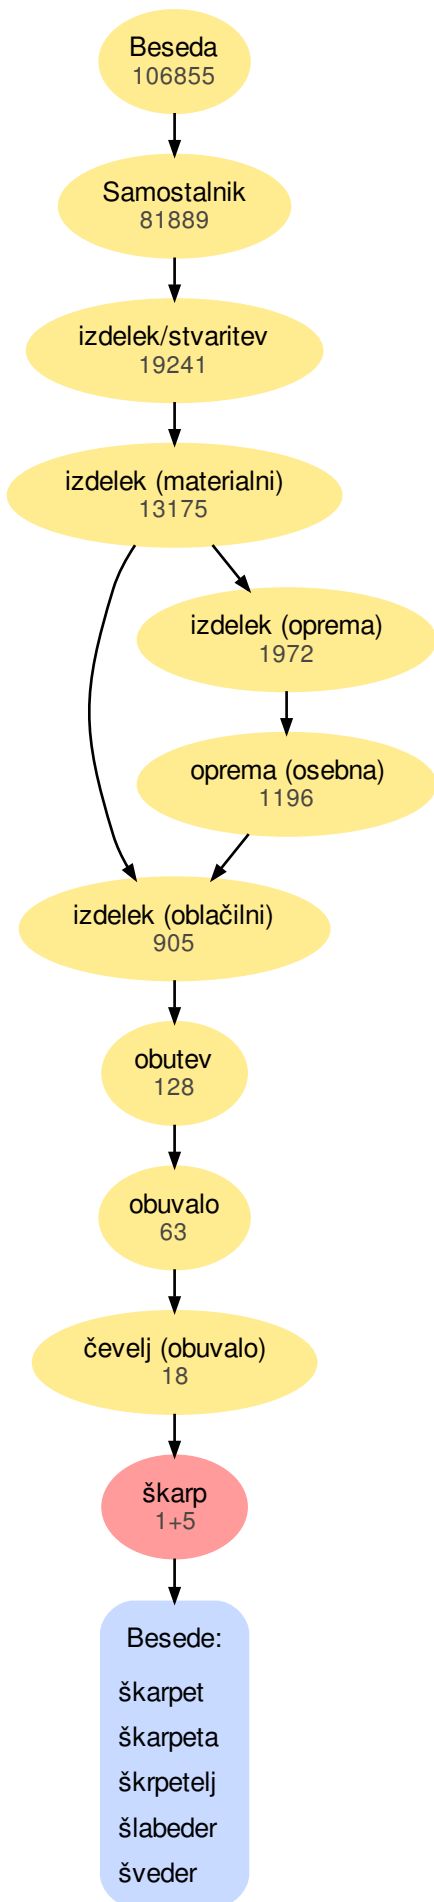 Beseda
106855
Samostalnik
81889
izdelek/stvaritev
19241
izdelek (materialni)
13175
izdelek (oprema)
1972
oprema (osebna)
1196
izdelek (oblačilni)
905
obutev
128
obuvalo
63
čevelj (obuvalo)
18
škarp
1+5
Besede:
škarpet
škarpeta
škrpetelj
šlabeder
šveder